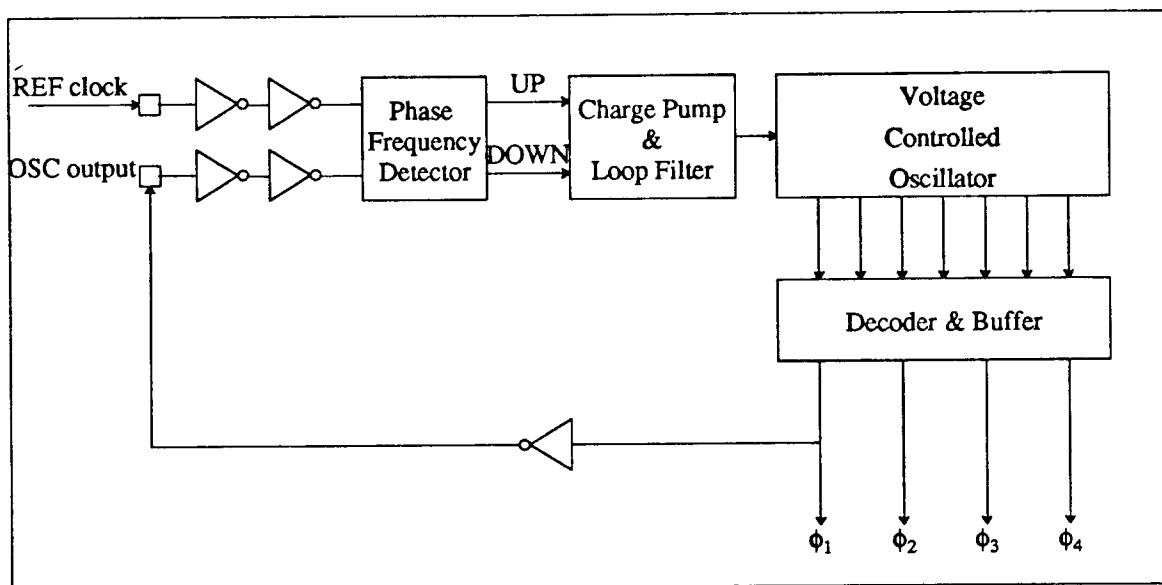 REF clock
OSC output
Phase
Frequency
Detector
UP
DOWN
Charge Pump
&
Loop Filter
Voltage
Controlled
Oscillator
Decoder & Buffer
ϕ₁ ϕ₂ ϕ₃ ϕ₄